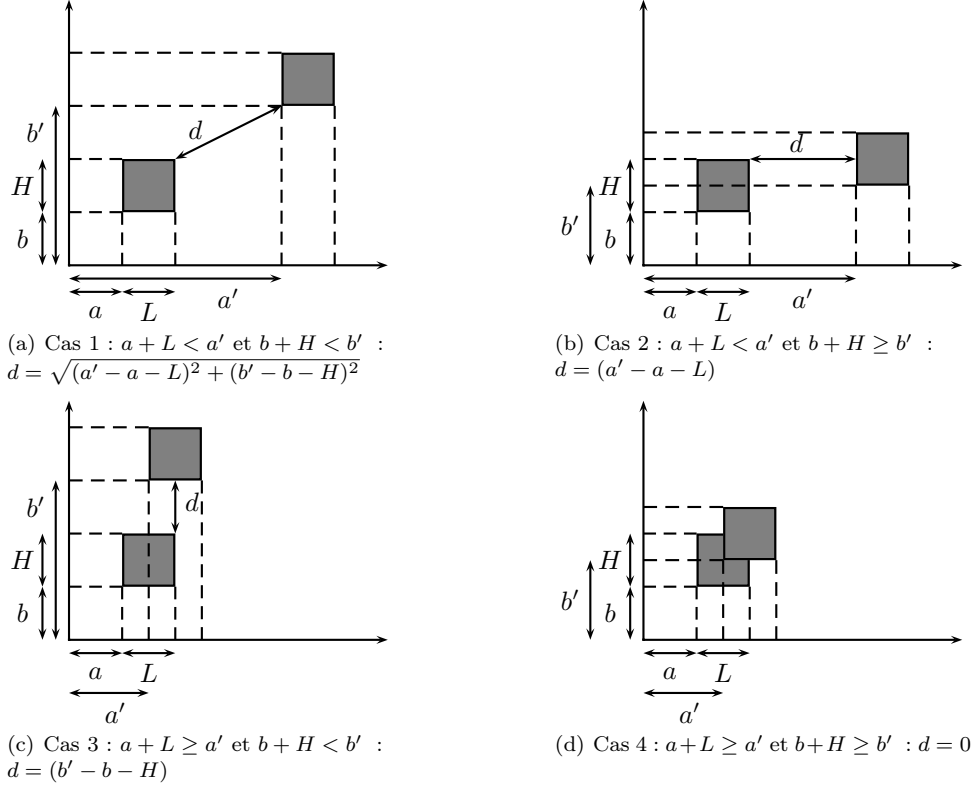 b′
d
H
b
a′
a
L
(a) Cas 1 : a + L < a′ et b + H < b′ :
d = √(a′ − a − L)² + (b′ − b − H)²
d
H
b′
b
a′
a
L
(b) Cas 2 : a + L < a′ et b + H ≥ b′ :
d = (a′ − a − L)
b′
d
H
b
a
L
a′
(c) Cas 3 : a + L ≥ a′ et b + H < b′ :
d = (b′ − b − H)
H
b′
b
a
L
a′
(d) Cas 4 : a+L ≥ a′ et b+H ≥ b′ : d = 0